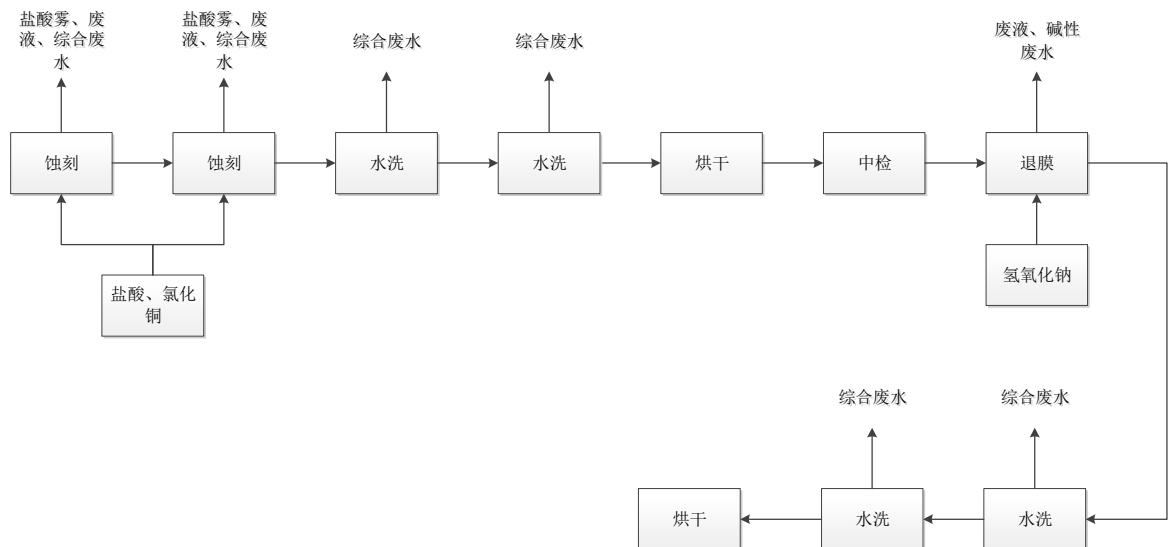 盐酸雾、废
液、综合废
水
盐酸雾、废
液、综合废
水
综合废水
综合废水
废液、碱性
废水
蚀刻
蚀刻
水洗
水洗
烘干
中检
退膜
盐酸、氯化
铜
氢氧化钠
综合废水
综合废水
烘干
水洗
水洗